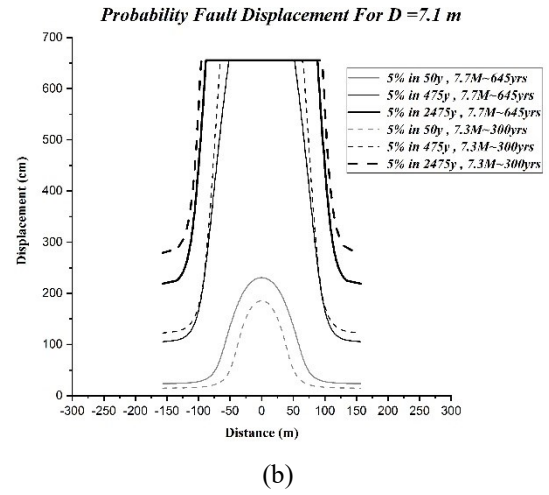 Probability Fault Displacement For D =7.1 m
700
600
500
400
300
200
100
0
Displacement (cm)
-300 -250 -200 -150 -100 -50 0 50 100 150 200 250 300
Distance (m)
5% in 50y , 7.7M~645yrs
5% in 475y , 7.7M~645yrs
5% in 2475y , 7.7M~645yrs
5% in 50y , 7.3M~300yrs
5% in 475y , 7.3M~300yrs
5% in 2475y , 7.3M~300yrs
(b)